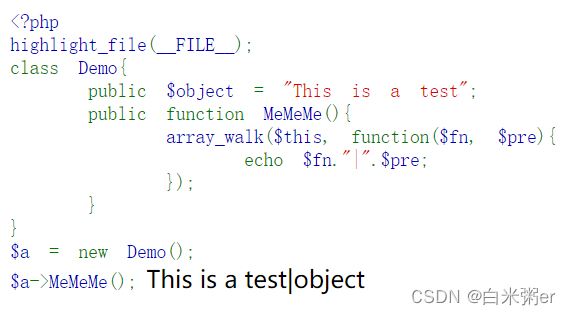 <?php
highlight_file(__FILE__);
class Demo{
public $object = "This is a test";
public function MeMeMe(){
array_walk($this, function($fn, $pre){
echo $fn."|".$pre;
});
}
}
$a = new Demo();
$a->MeMeMe(); This is a test|object
CSDN @白米粥er